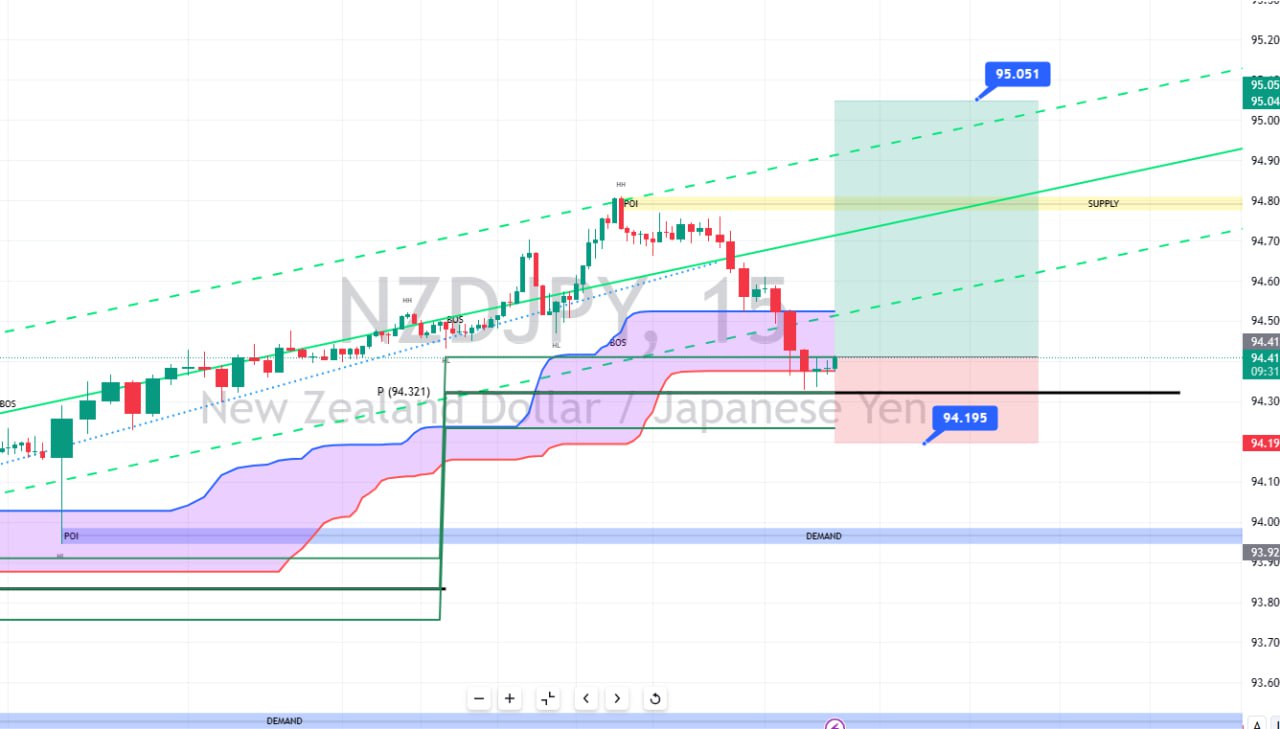 95.20
95.051
95.05
95.04
95.00
94.90
HH
POI
SUPPLY
94.80
94.70
NZDJPY, 15
94.60
HH
BOS
94.50
HL
BOS
94.41
HL
94.41
09:31
P (94.321)
BOS
New Zealand Dollar / Japanese Yen
94.30
94.195
94.19
94.10
94.00
POI
DEMAND
HL
93.92
93.90
93.80
93.70
93.60
DEMAND
A